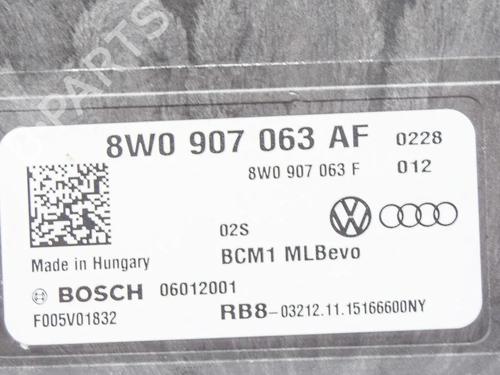 8W0 907 063 AF 0228
8W0 907 063 F 012
02S
BCM1 MLBevo
Made in Hungary
BOSCH 06012001
F005V01832
RB8-03212.11.15166600NY
B PARTS